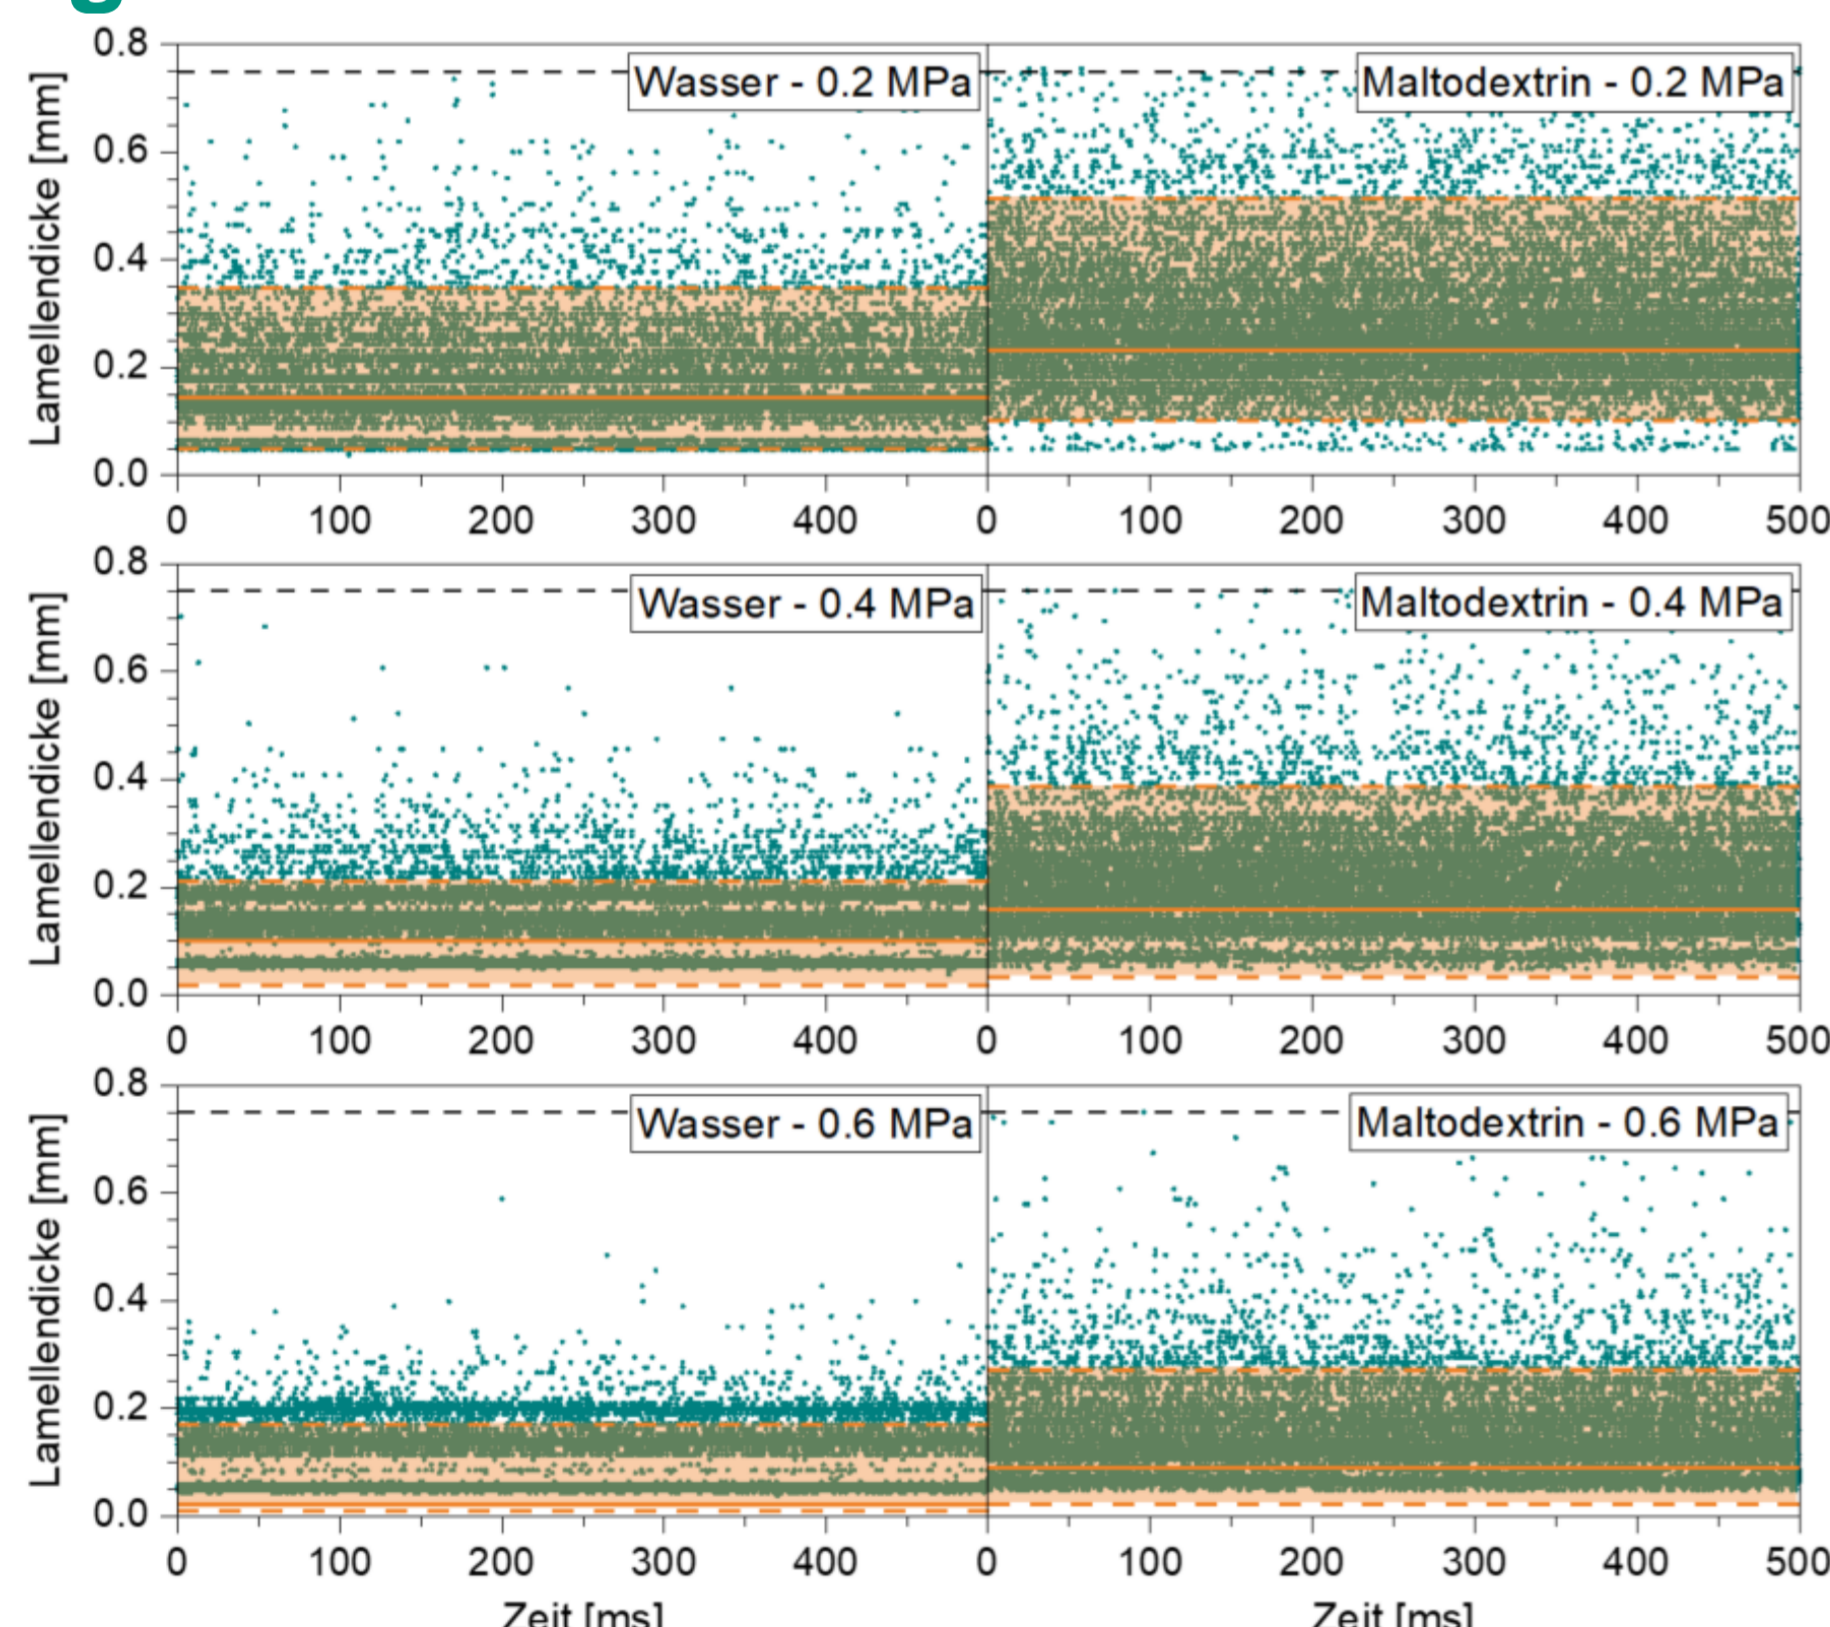 g
0.8
Wasser - 0.2 MPa
Maltodextrin - 0.2 MPa
Lamellendicke [mm]
0.6
0.4
0.2
0.0
0 100 200 300 400 0 100 200 300 400 500
0.8
Wasser - 0.4 MPa
Maltodextrin - 0.4 MPa
Lamellendicke [mm]
0.6
0.4
0.2
0.0
0 100 200 300 400 0 100 200 300 400 500
0.8
Wasser - 0.6 MPa
Maltodextrin - 0.6 MPa
Lamellendicke [mm]
0.6
0.4
0.2
0.0
0 100 200 300 400 0 100 200 300 400 500
Zeit [ms] Zeit [ms]